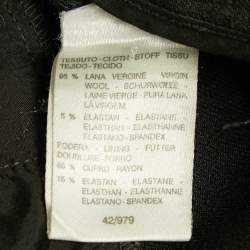 TESSUTO-CLOTH-STOFF TISSU
TEJIDO-TECIDO
95 % LANA VERGINE VIRGIN
WOOL - SCHURWOLLE -
LAINE VIERGE-PURA LANA
LÃ VIROEM
5 % ELASTAN - ELASTANE -
ELASTHAN - ELASTHANNE
ELASTANO-SPANDEX
FODERA - LINING - FUTTER
DOUBLURE-FORRO
85 % CUPRO - RAYON
15 % ELASTAN - ELASTANE -
ELASTHAN - ELASTHANNE
ELASTANO-SPANDEX
42/979